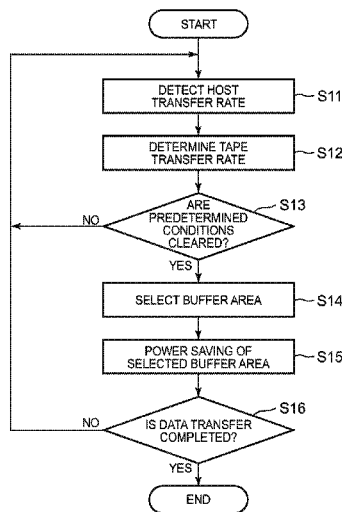 START
DETECT HOST
TRANSFER RATE
S11
DETERMINE TAPE
TRANSFER RATE
S12
ARE
PREDETERMINED
CONDITIONS
CLEARED?
S13
NO
YES
SELECT BUFFER AREA
S14
POWER SAVING OF
SELECTED BUFFER AREA
S15
IS DATA TRANSFER
COMPLETED?
S16
NO
YES
END